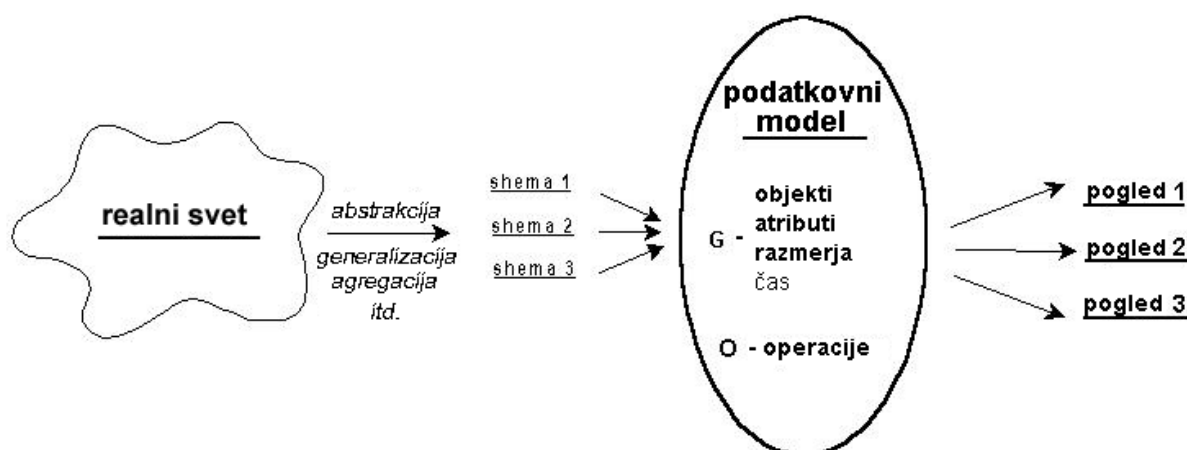 realni svet
abstrakcija
generalizacija
agregacija
itd.
shema 1
shema 2
shema 3
podatkovni
model
G - objekti
atributi
razmerja
čas
O - operacije
pogled 1
pogled 2
pogled 3